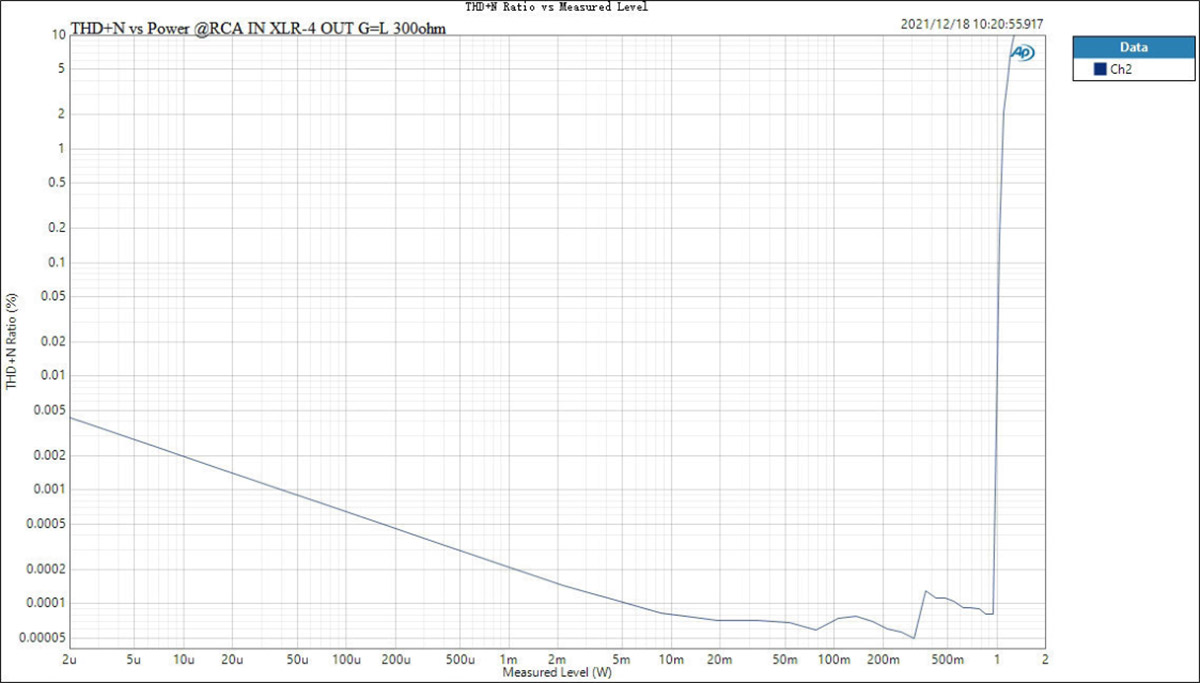 THD+N Ratio vs Measured Level
THD+N vs Power @RCA IN XLR-4 OUT G=L 300ohm
2021/12/18 10:20:55.917
Data
Ch2
AP
THD+N Ratio (%)
10
5
2
1
0.5
0.2
0.1
0.05
0.02
0.01
0.005
0.002
0.001
0.0005
0.0002
0.0001
0.00005
2u 5u 10u 20u 50u 100u 200u 500u 1m 2m 5m 10m 20m 50m 100m 200m 500m 1 2
Measured Level (W)